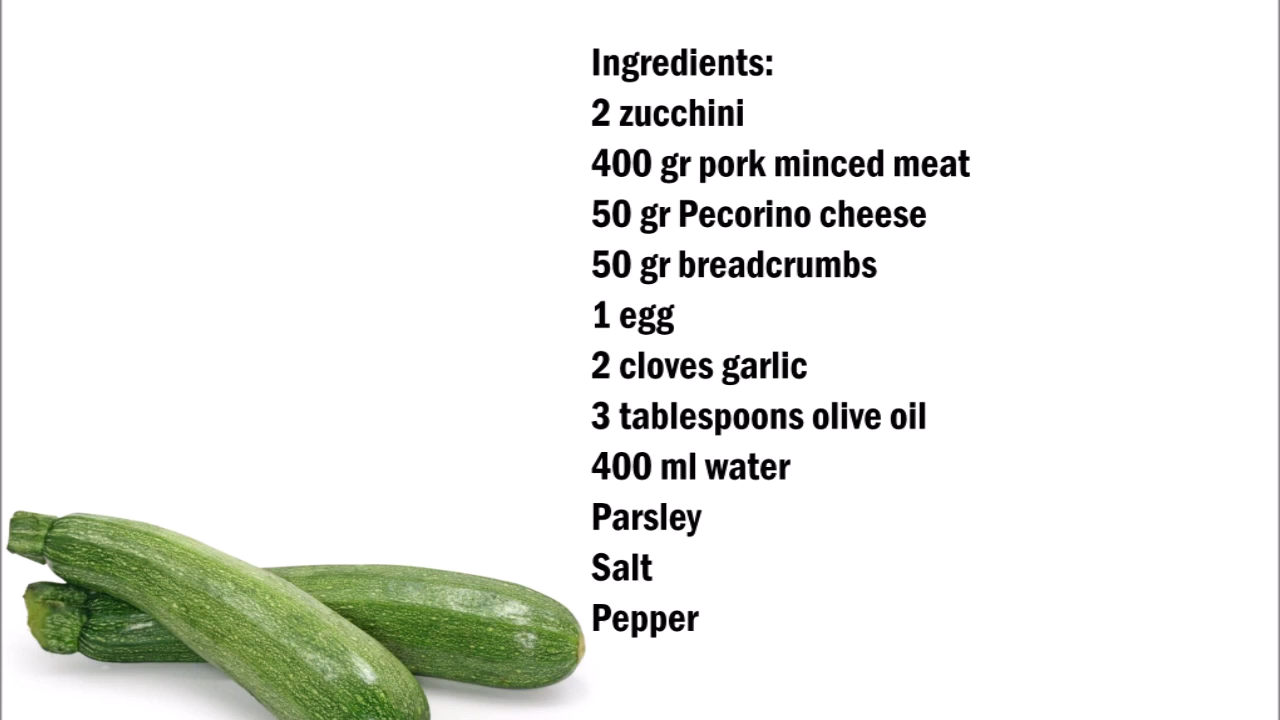 Ingredients:
2 zucchini
400 gr pork minced meat
50 gr Pecorino cheese
50 gr breadcrumbs
1 egg
2 cloves garlic
3 tablespoons olive oil
400 ml water
Parsley
Salt
Pepper